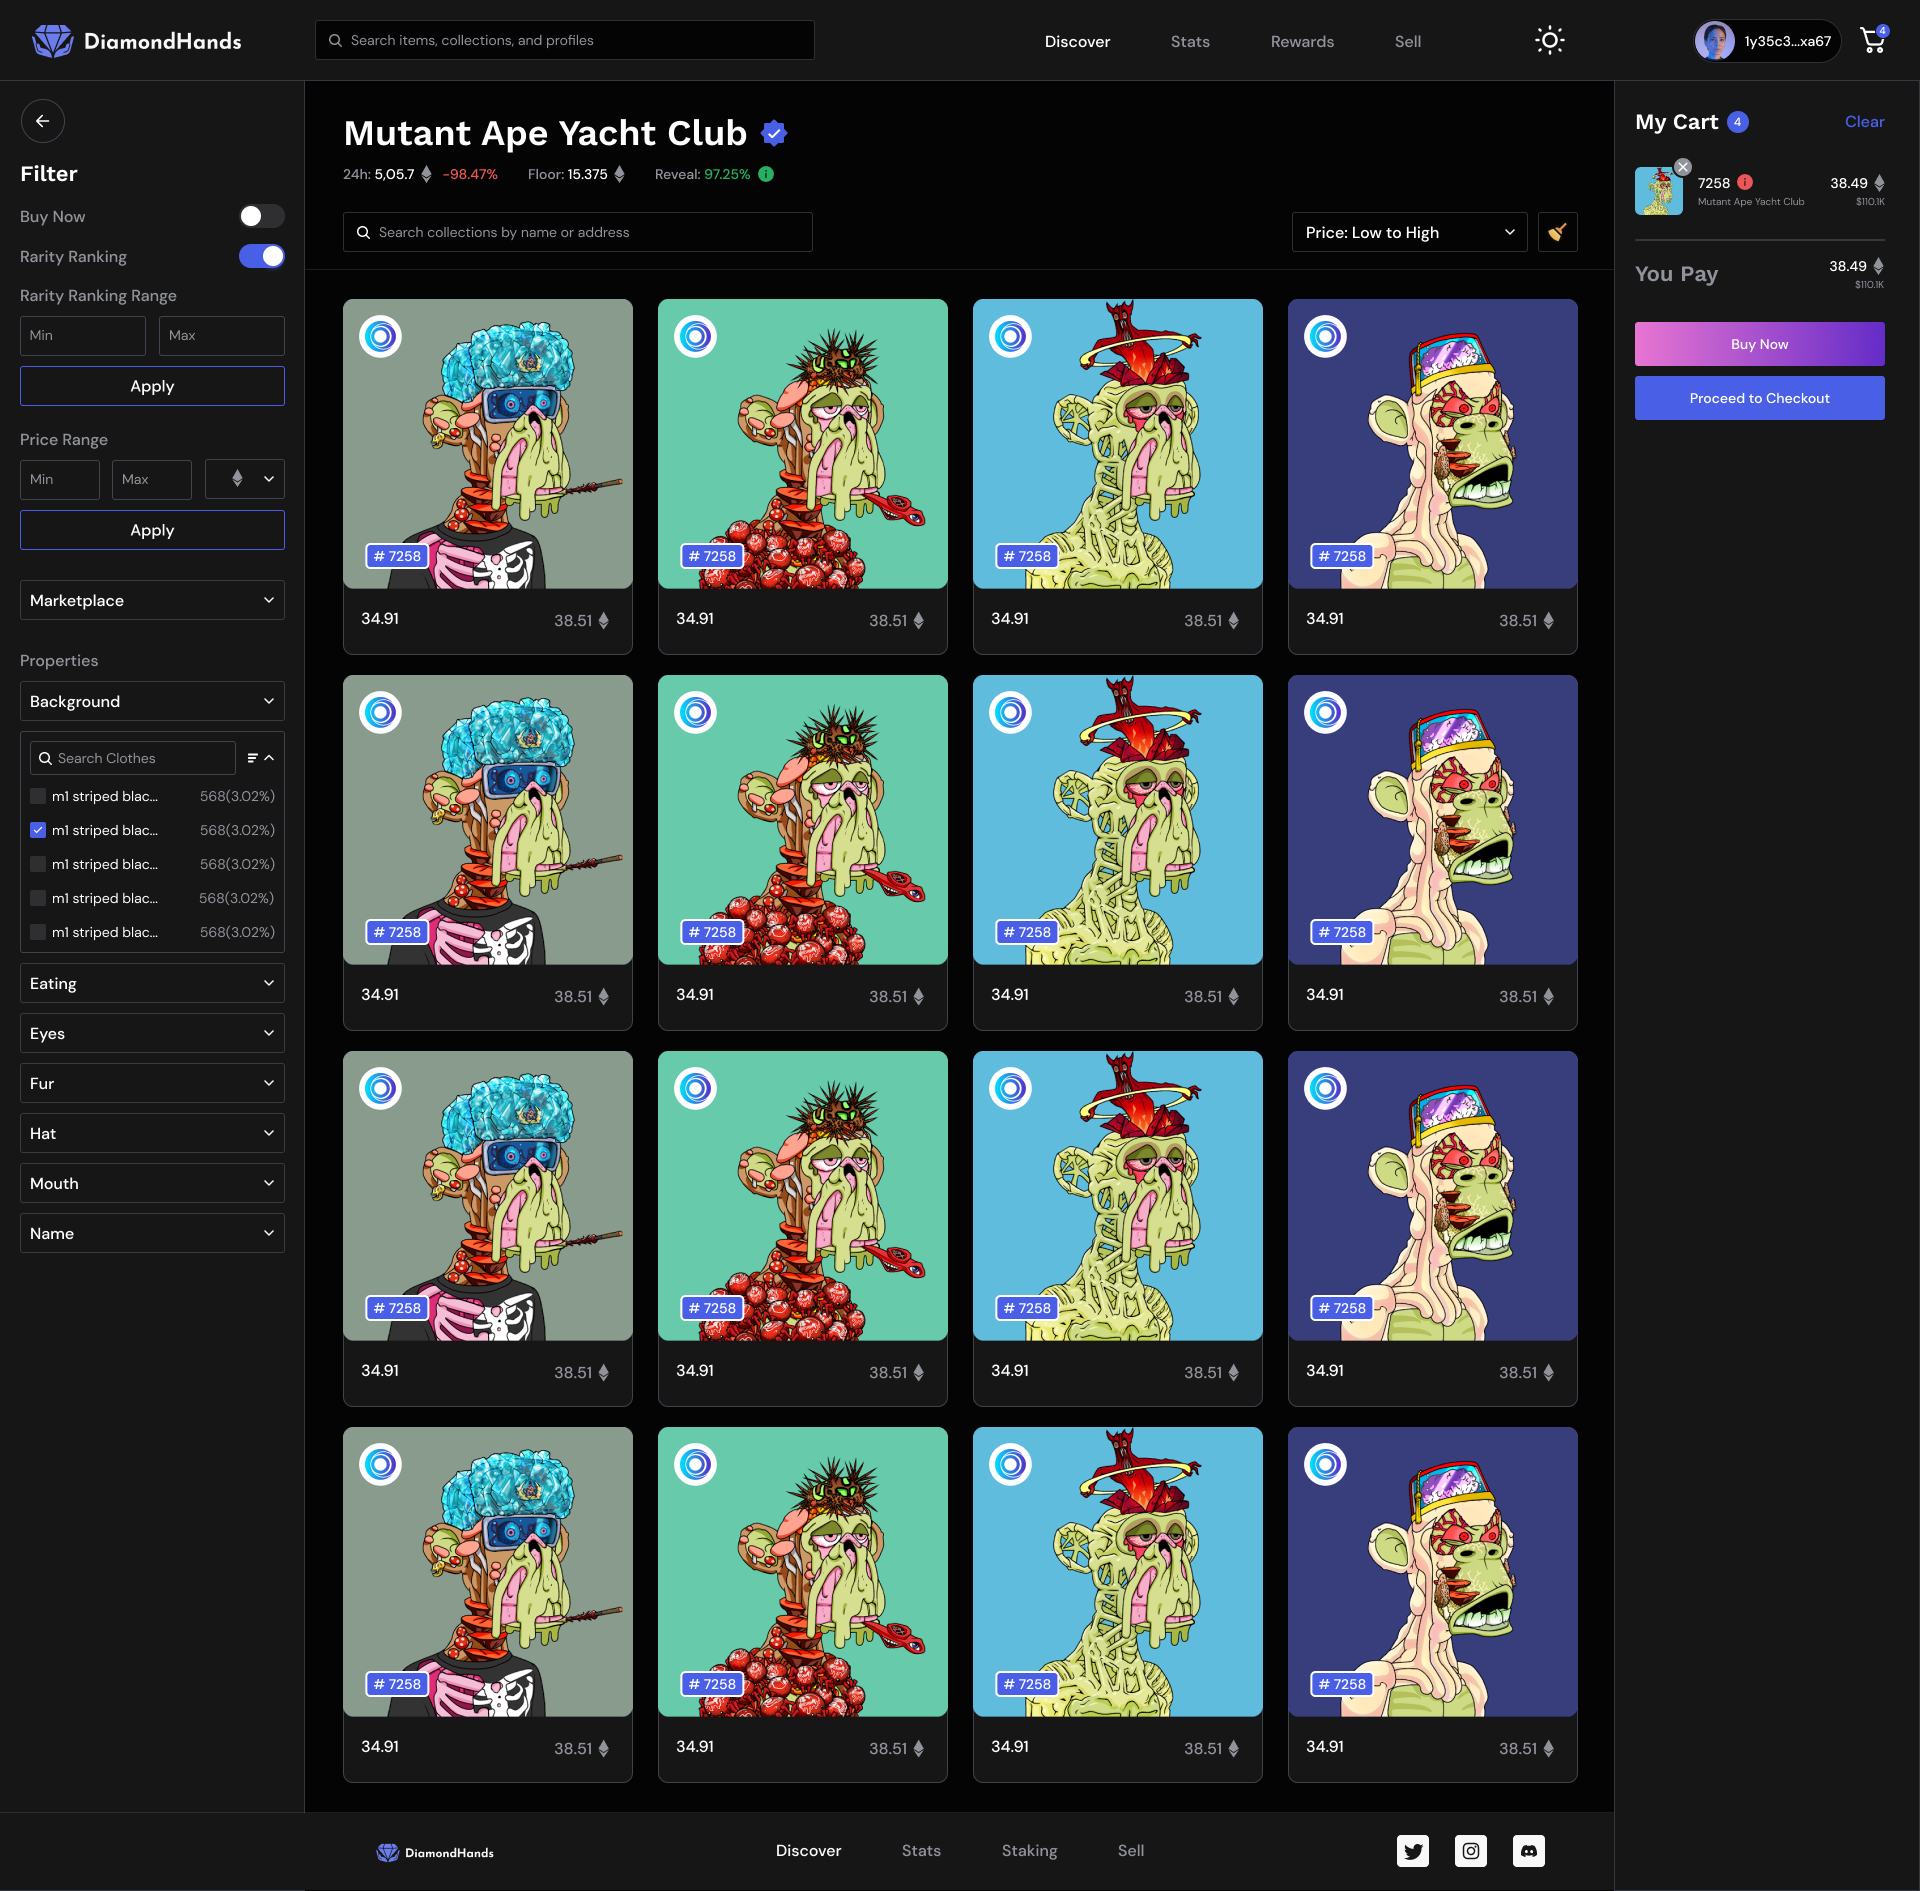 DiamondHands
Search items, collections, and profiles
Discover
Stats
Rewards
Sell
1y35c3...xa67
4
Filter
Buy Now
Rarity Ranking
Rarity Ranking Range
Min
Max
Apply
Price Range
Min
Max
Apply
Marketplace
Properties
Background
Search Clothes
m1 striped blac... 568(3.02%)
m1 striped blac... 568(3.02%)
m1 striped blac... 568(3.02%)
m1 striped blac... 568(3.02%)
m1 striped blac... 568(3.02%)
Eating
Eyes
Fur
Hat
Mouth
Name
Mutant Ape Yacht Club
24h: 5,05.7 -98.47% Floor: 15.375 Reveal: 97.25%
Search collections by name or address
Price: Low to High
# 7258 # 7258 # 7258 # 7258
34.91 38.51 34.91 38.51 34.91 38.51 34.91 38.51
# 7258 # 7258 # 7258 # 7258
34.91 38.51 34.91 38.51 34.91 38.51 34.91 38.51
# 7258 # 7258 # 7258 # 7258
34.91 38.51 34.91 38.51 34.91 38.51 34.91 38.51
# 7258 # 7258 # 7258 # 7258
34.91 38.51 34.91 38.51 34.91 38.51 34.91 38.51
My Cart 4 Clear
7258 38.49
Mutant Ape Yacht Club $110.1K
You Pay 38.49
$110.1K
Buy Now
Proceed to Checkout
DiamondHands
Discover
Stats
Staking
Sell